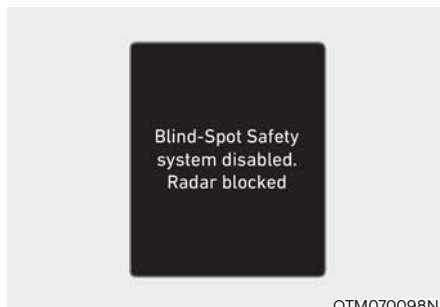 Blind-Spot Safety
system disabled.
Radar blocked
OTM070098N